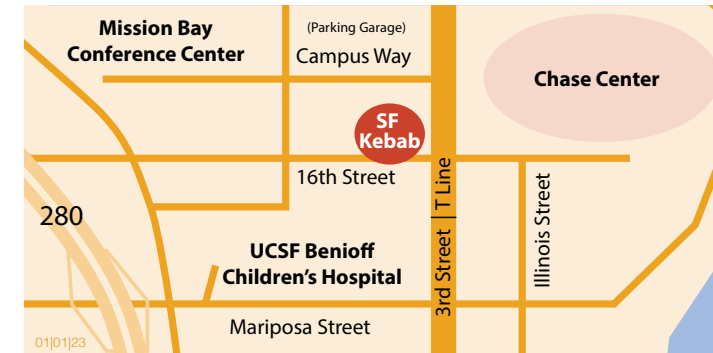 Mission Bay
Conference Center
(Parking Garage)
Campus Way
Chase Center
SF
Kebab
16th Street
3rd Street | T Line
Illinois Street
280
UCSF Benioff
Children’s Hospital
Mariposa Street
01|01|23